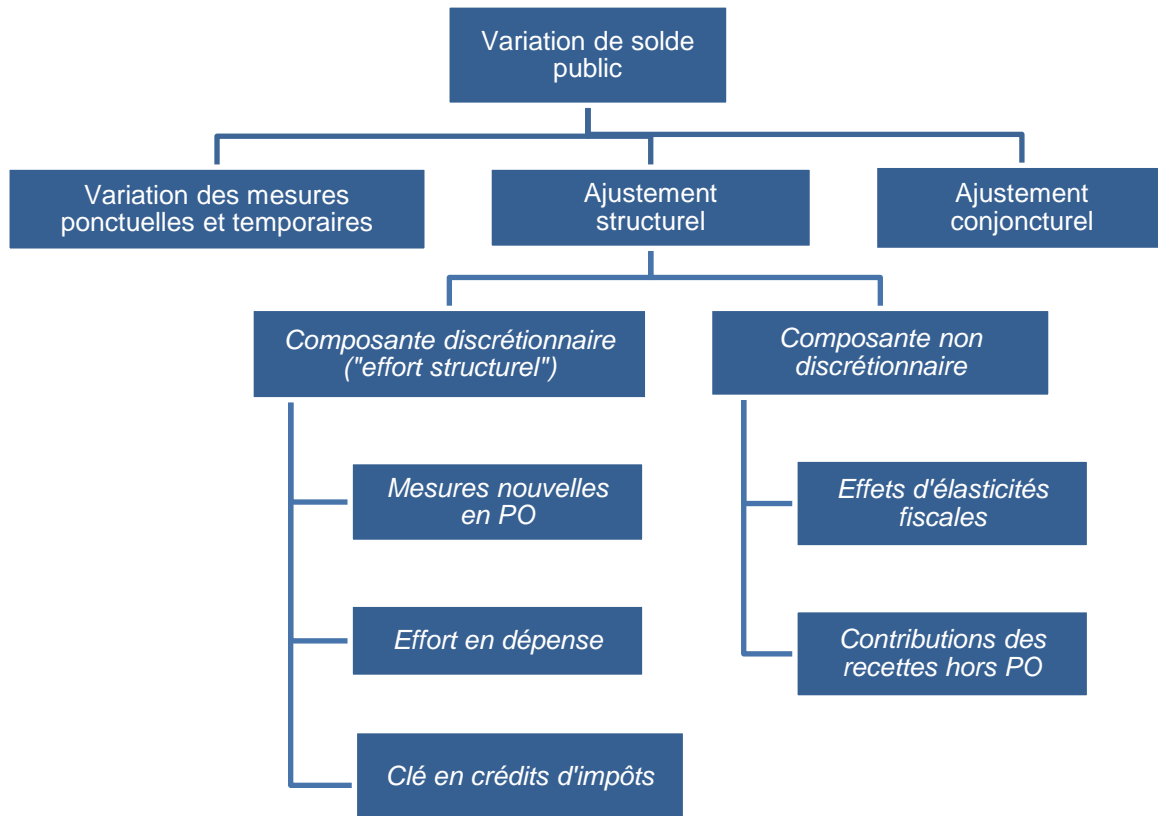 Variation de solde
public
Variation des mesures
ponctuelles et temporaires
Ajustement
structurel
Ajustement
conjoncturel
Composante discrétionnaire
("effort structurel")
Composante non
discrétionnaire
Mesures nouvelles
en PO
Effets d'élasticités
fiscales
Effort en dépense
Contributions des
recettes hors PO
Clé en crédits d'impôts